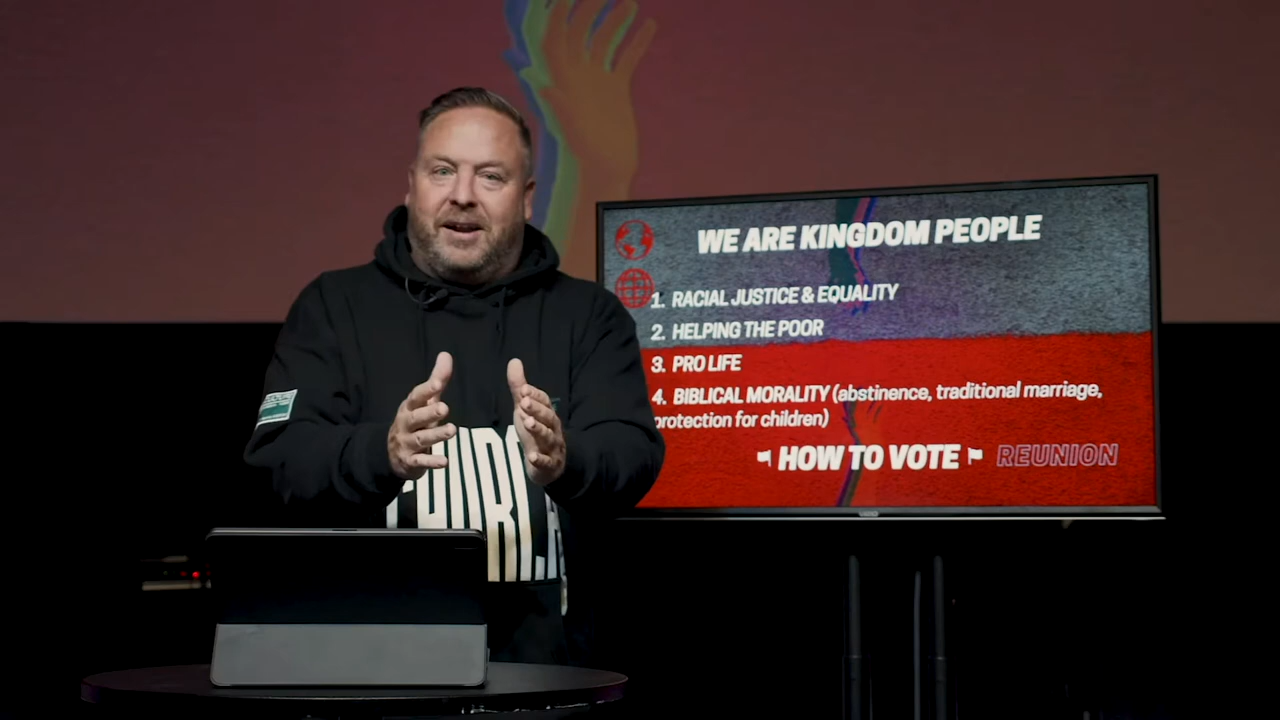 WE ARE KINGDOM PEOPLE
1. RACIAL JUSTICE & EQUALITY
2. HELPING THE POOR
3. PRO LIFE
4. BIBLICAL MORALITY (abstinence, traditional marriage,
protection for children)
HOW TO VOTE
REUNION